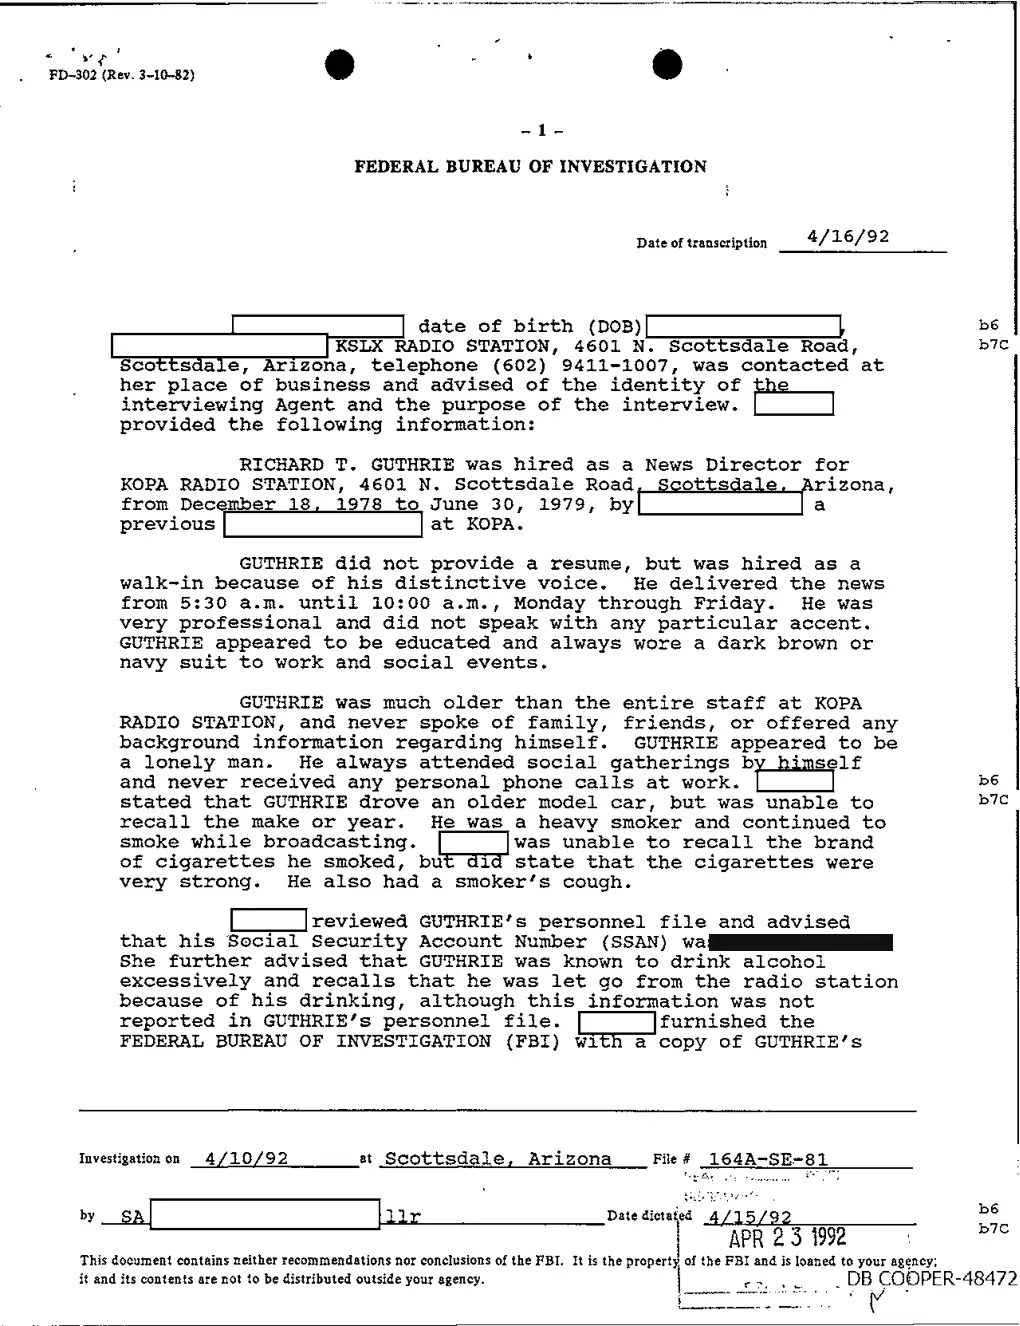 FD-302 (Rev. 3-10-82)
- 1 -
FEDERAL BUREAU OF INVESTIGATION
Date of transcription 4/16/92
date of birth (DOB) ,
KSLX RADIO STATION, 4601 N. Scottsdale Road,
Scottsdale, Arizona, telephone (602) 9411-1007, was contacted at
her place of business and advised of the identity of the
interviewing Agent and the purpose of the interview.
provided the following information:
RICHARD T. GUTHRIE was hired as a News Director for
KOPA RADIO STATION, 4601 N. Scottsdale Road, Scottsdale, Arizona,
from December 18, 1978 to June 30, 1979, by a
previous at KOPA.
GUTHRIE did not provide a resume, but was hired as a
walk-in because of his distinctive voice. He delivered the news
from 5:30 a.m. until 10:00 a.m., Monday through Friday. He was
very professional and did not speak with any particular accent.
GUTHRIE appeared to be educated and always wore a dark brown or
navy suit to work and social events.
GUTHRIE was much older than the entire staff at KOPA
RADIO STATION, and never spoke of family, friends, or offered any
background information regarding himself. GUTHRIE appeared to be
a lonely man. He always attended social gatherings by himself
and never received any personal phone calls at work.
stated that GUTHRIE drove an older model car, but was unable to
recall the make or year. He was a heavy smoker and continued to
smoke while broadcasting. was unable to recall the brand
of cigarettes he smoked, but did state that the cigarettes were
very strong. He also had a smoker's cough.
reviewed GUTHRIE's personnel file and advised
that his Social Security Account Number (SSAN) wa
She further advised that GUTHRIE was known to drink alcohol
excessively and recalls that he was let go from the radio station
because of his drinking, although this information was not
reported in GUTHRIE's personnel file. furnished the
FEDERAL BUREAU OF INVESTIGATION (FBI) with a copy of GUTHRIE's
b6
b7C
b6
b7C
Investigation on 4/10/92 at Scottsdale, Arizona File # 164A-SE-81
by SA llr Date dictated 4/15/92
b6
b7C
APR 23 1992
This document contains neither recommendations nor conclusions of the FBI. It is the property of the FBI and is loaned to your agency;
it and its contents are not to be distributed outside your agency.
DB COOPER-48472